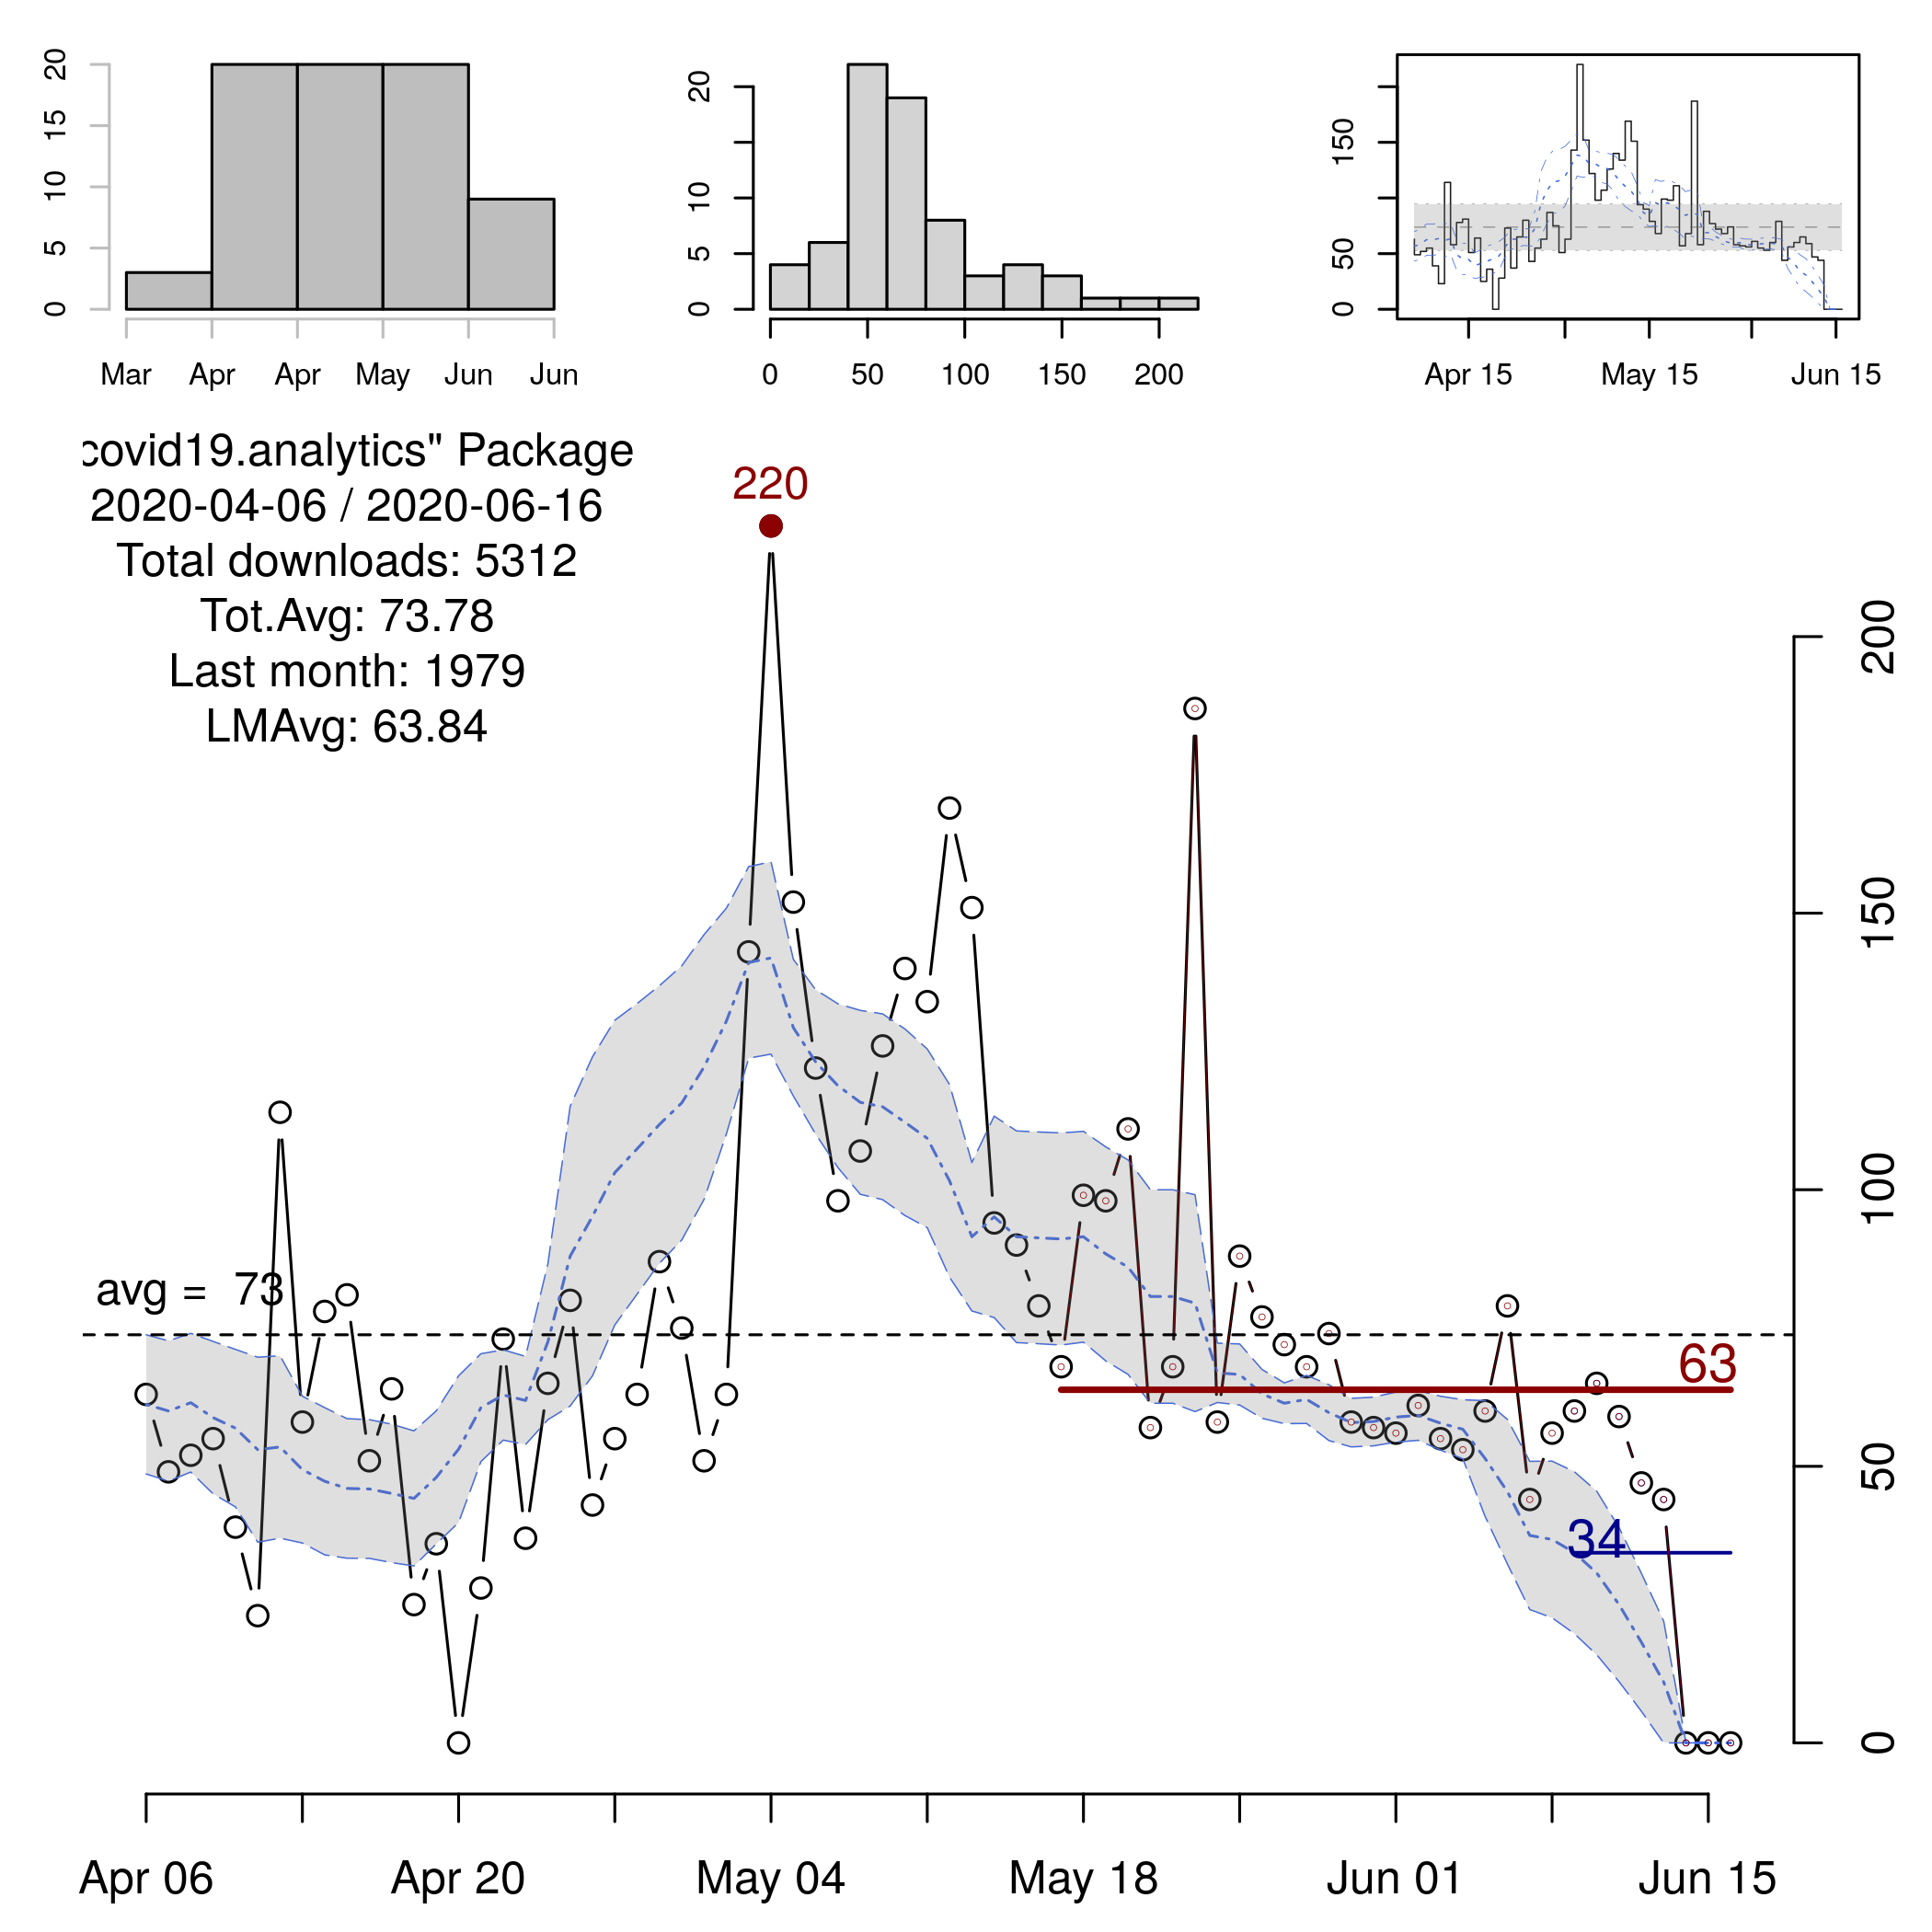 20
15
10
5
0
Mar Apr Apr May Jun Jun
20
10
5
0
0 50 100 150 200
150
50
0
Apr 15 May 15 Jun 15
covid19.analytics" Package
2020-04-06 / 2020-06-16
Total downloads: 5312
Tot.Avg: 73.78
Last month: 1979
LMAvg: 63.84
220
200
150
100
50
0
avg = 73
63
34
Apr 06 Apr 20 May 04 May 18 Jun 01 Jun 15